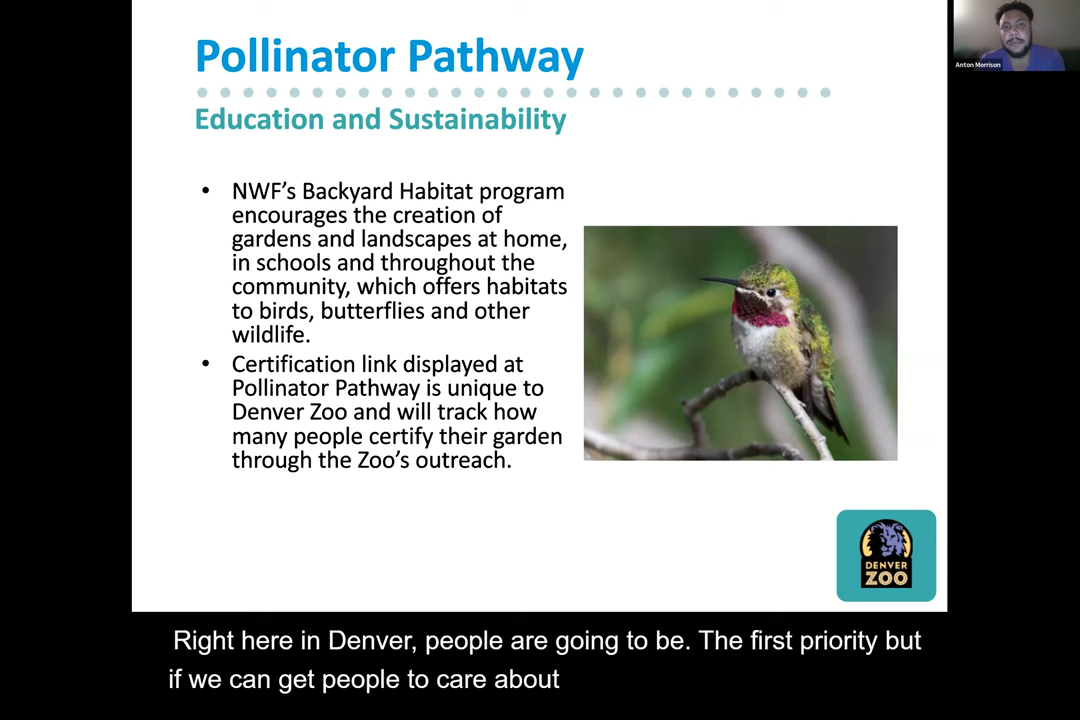 Pollinator Pathway
Education and Sustainability
• NWF’s Backyard Habitat program
encourages the creation of
gardens and landscapes at home,
in schools and throughout the
community, which offers habitats
to birds, butterflies and other
wildlife.
• Certification link displayed at
Pollinator Pathway is unique to
Denver Zoo and will track how
many people certify their garden
through the Zoo’s outreach.
Anton Morrison
DENVER
ZOO
Right here in Denver, people are going to be. The first priority but
if we can get people to care about